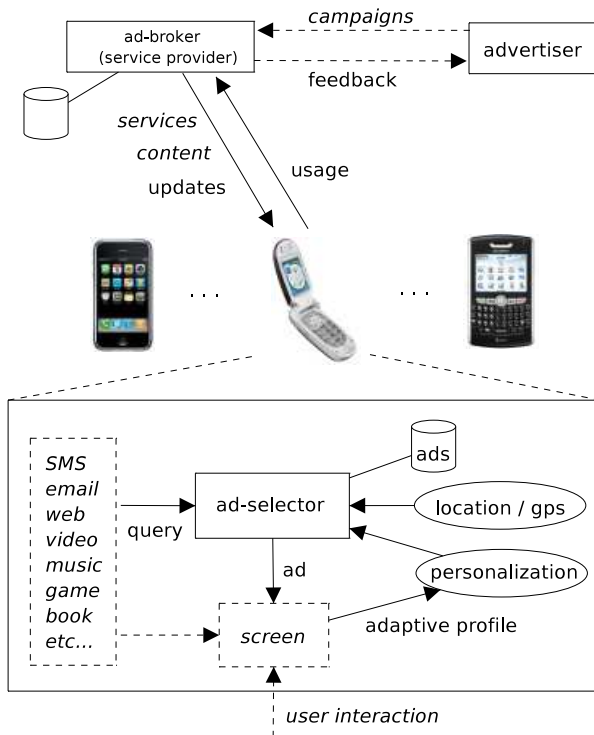 campaigns
ad-broker
(service provider)
advertiser
feedback
services
content
updates
usage
. . .
. . .
SMS
email
web
video
music
game
book
etc...
query
ad-selector
ads
location / gps
personalization
ad
screen
adaptive profile
user interaction